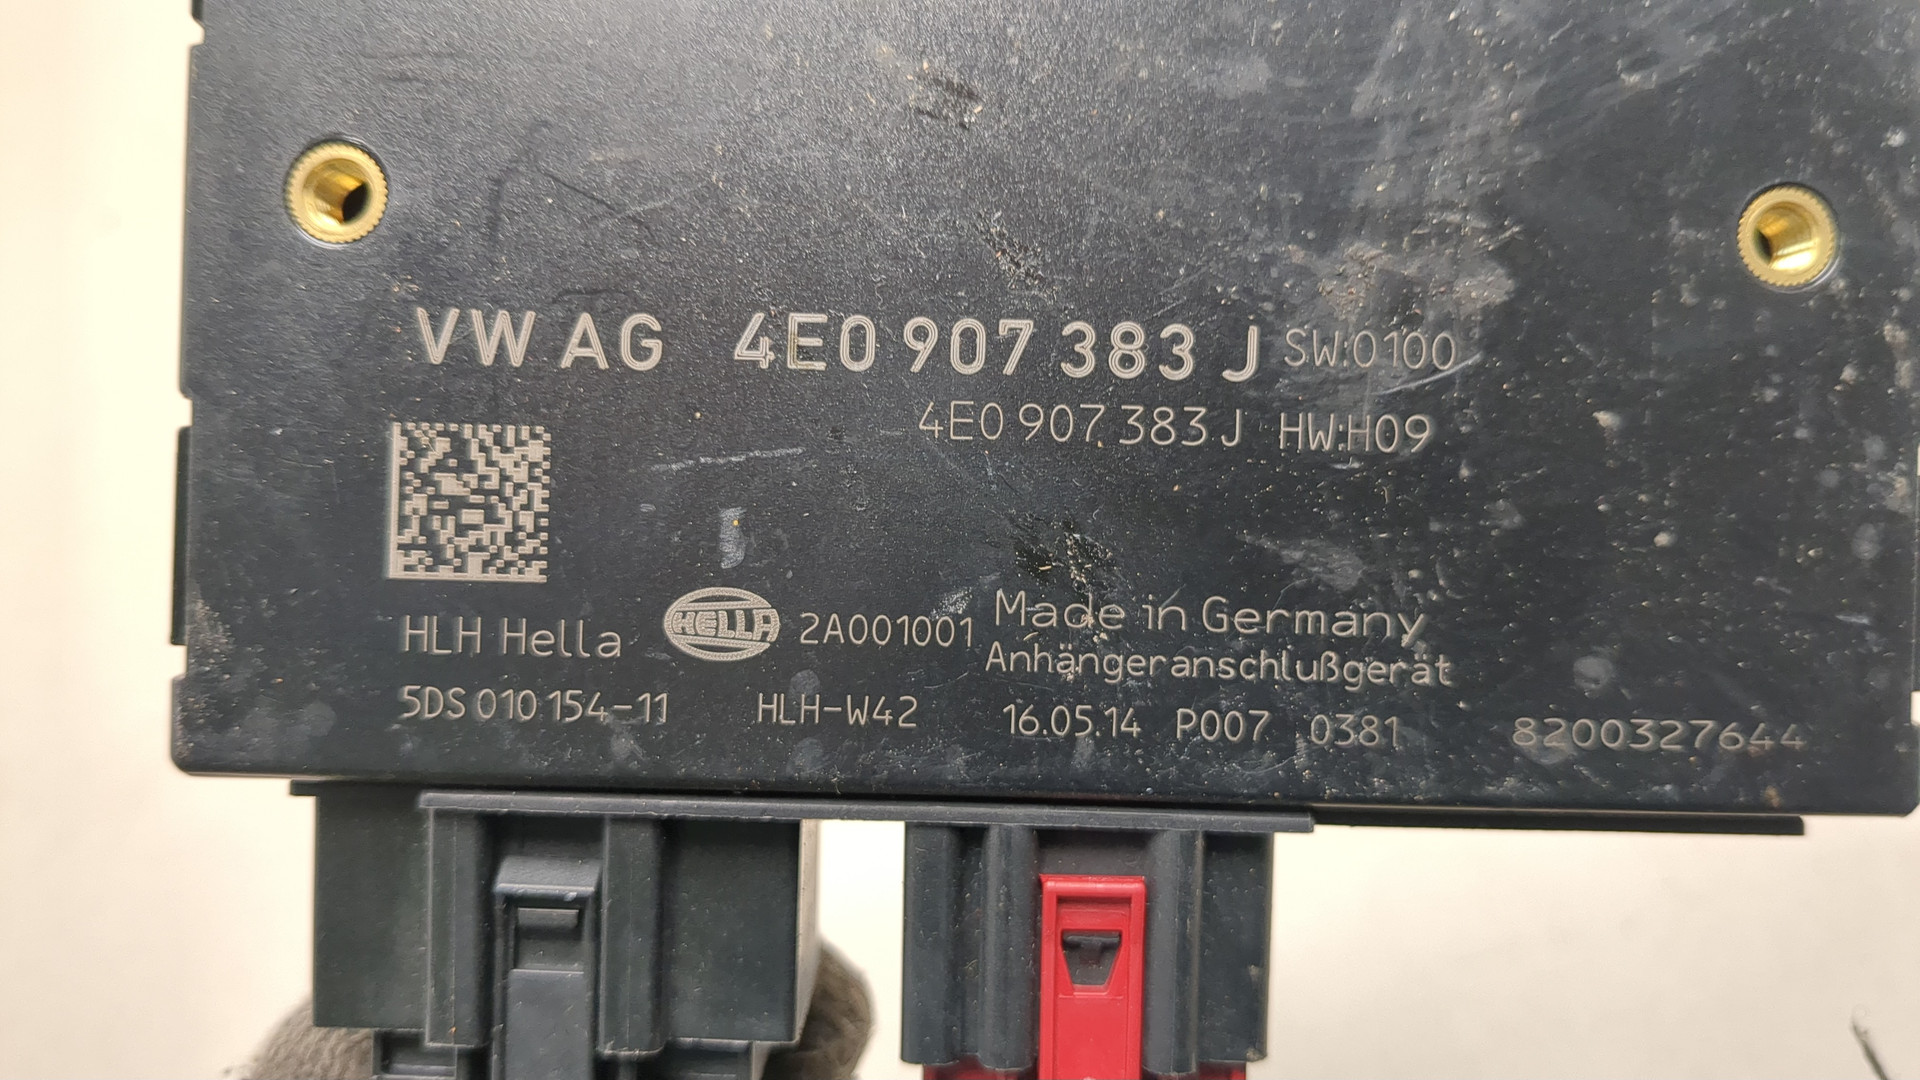 VW AG 4E0 907 383 J SW:0100
4E0 907 383 J HW:H09
HLH Hella HELLA 2A001001 Made in Germany
Anhängeranschlußgerät
5DS 010 154-11 HLH-W42 16.05.14 P007 0381 8200327644